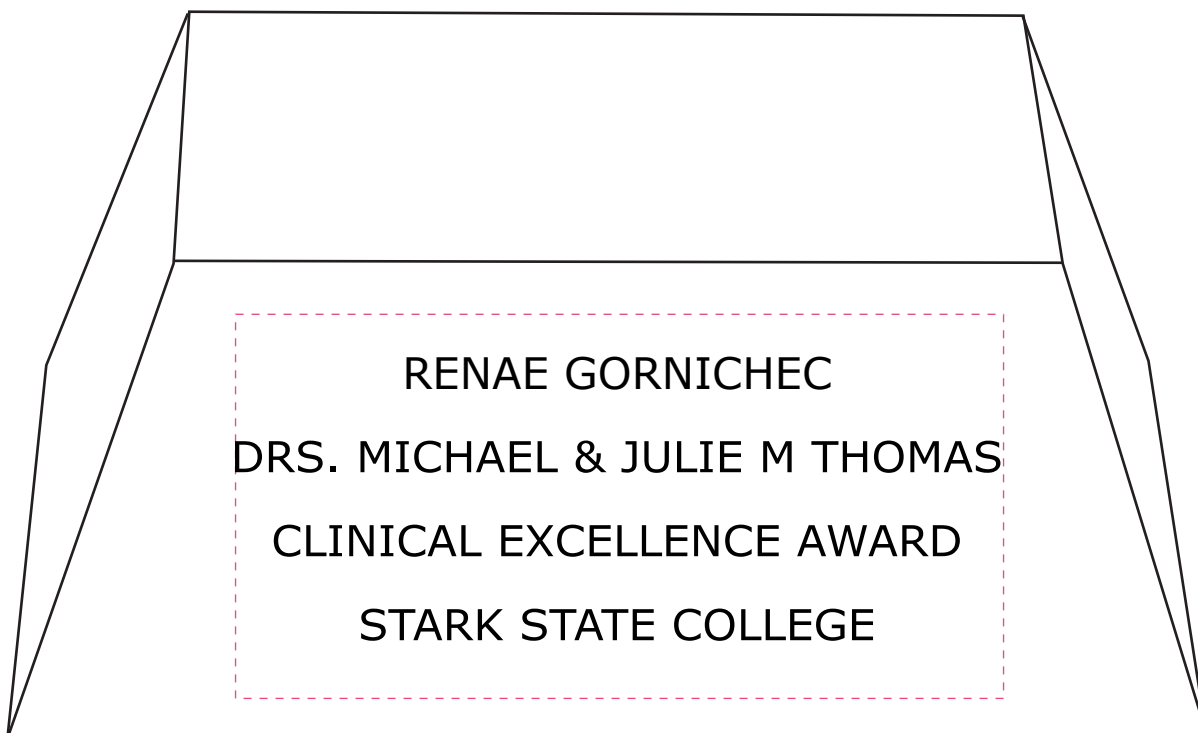 RENAE GORNICHEC
DRS. MICHAEL & JULIE M THOMAS
CLINICAL EXCELLENCE AWARD
STARK STATE COLLEGE